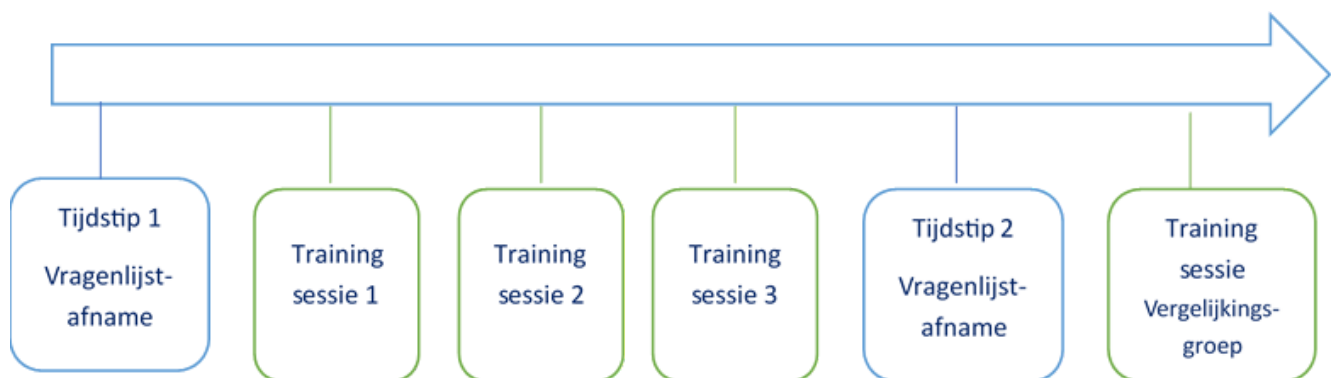 Tijdstip 1
Vragenlijst-
afname
Training
sessie 1
Training
sessie 2
Training
sessie 3
Tijdstip 2
Vragenlijst-
afname
Training
sessie
Vergelijkings-
groep